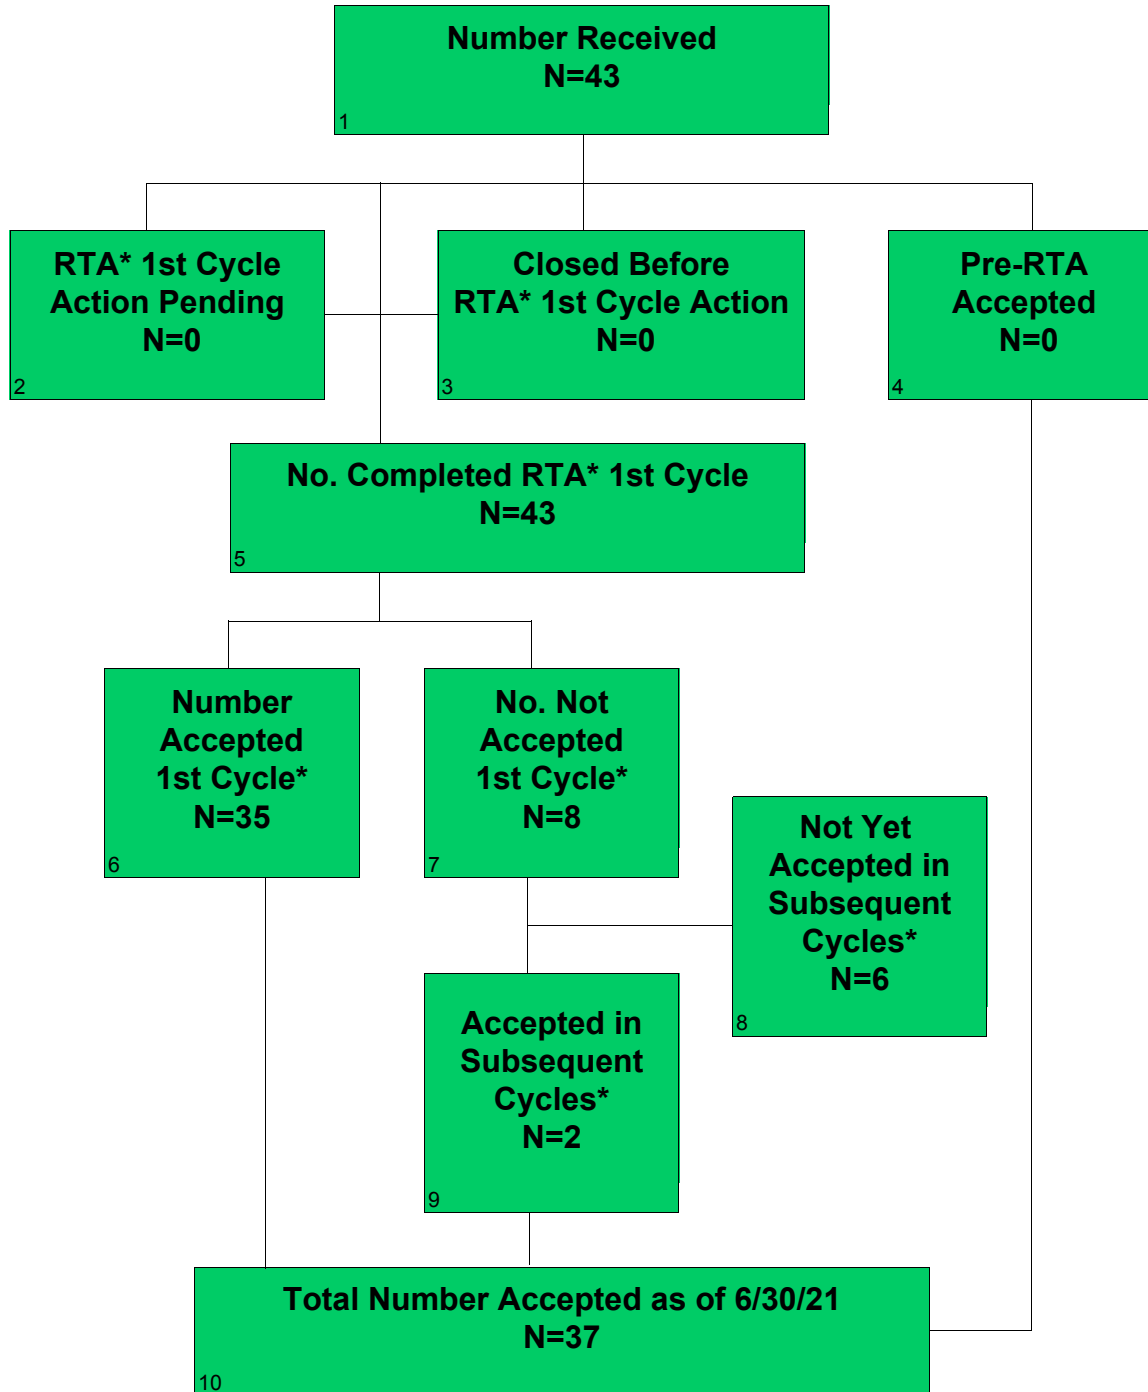 Number Received
N=43
1
RTA* 1st Cycle
Action Pending
N=0
2
Closed Before
RTA* 1st Cycle Action
N=0
3
Pre-RTA
Accepted
N=0
4
No. Completed RTA* 1st Cycle
N=43
5
Number
Accepted
1st Cycle*
N=35
6
No. Not
Accepted
1st Cycle*
N=8
7
Not Yet
Accepted in
Subsequent
Cycles*
N=6
8
Accepted in
Subsequent
Cycles*
N=2
9
Total Number Accepted as of 6/30/21
N=37
10